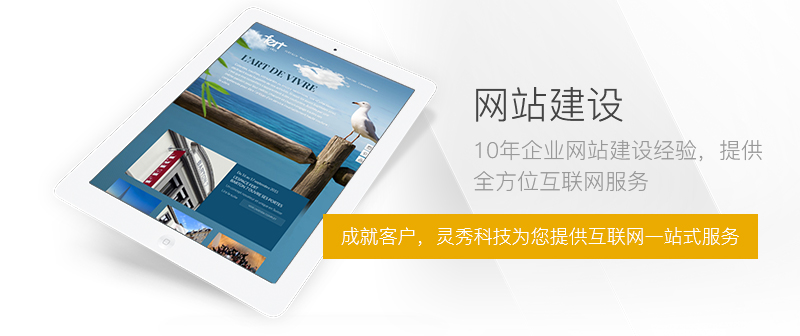 fert
L'ART DE VIVRE
网站建设
10年企业网站建设经验，提供
全方位互联网服务
成就客户，灵秀科技为您提供互联网一站式服务